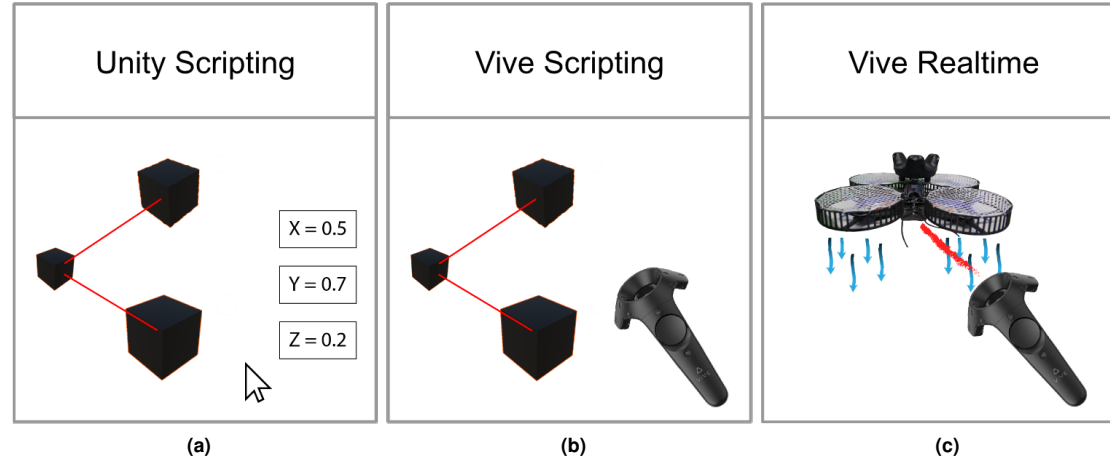 Unity Scripting
Vive Scripting
Vive Realtime
X = 0.5
Y = 0.7
Z = 0.2
(a)
(b)
(c)